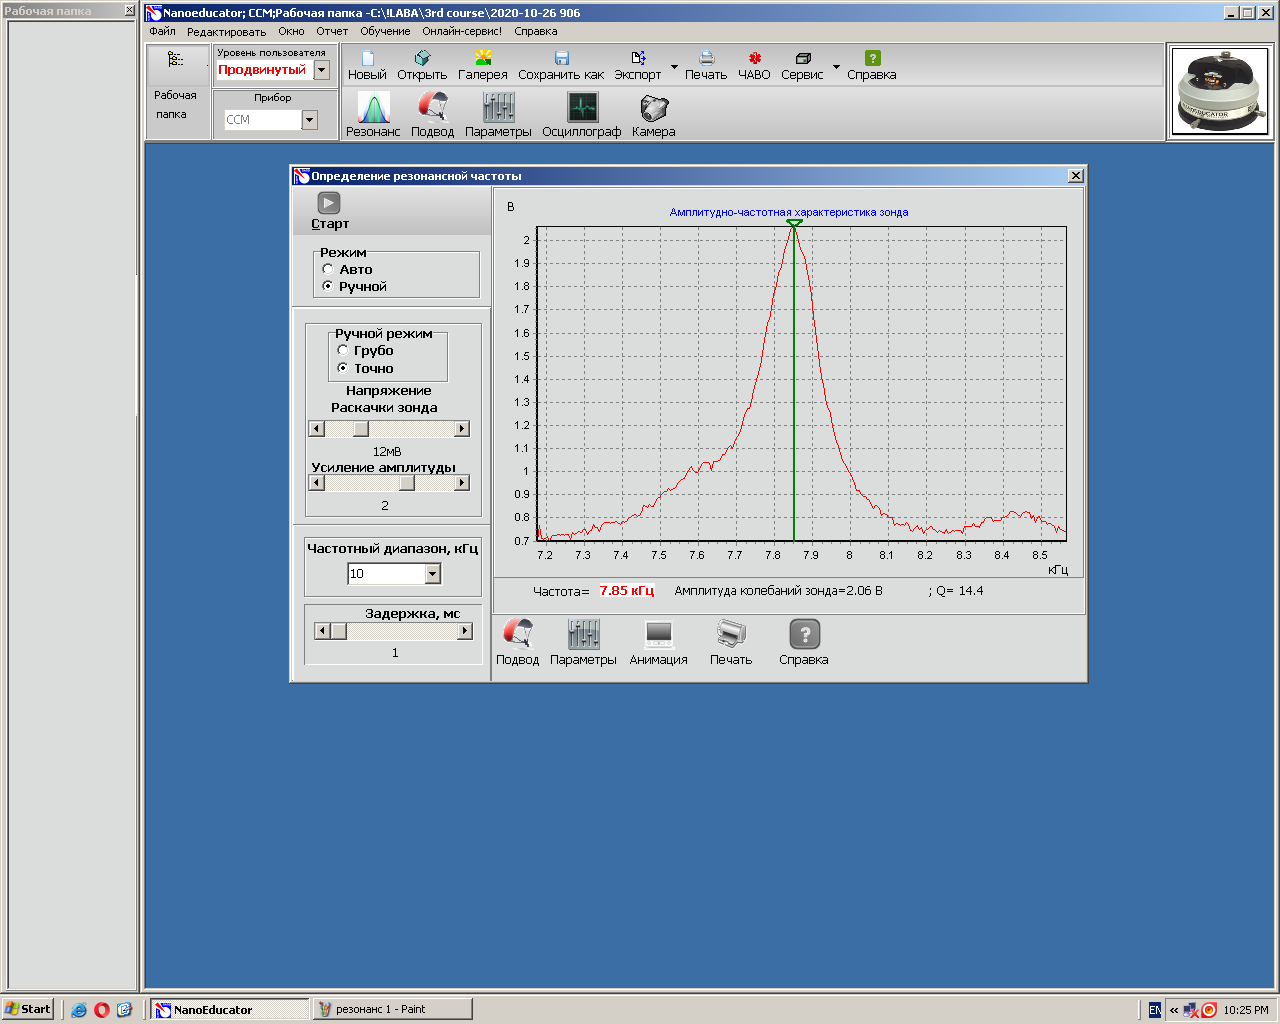 Рабочая папка
Nanoeducator; CCM;Рабочая папка -C:\!LABA\3rd course\2020-10-26 906
Файл Редактировать Окно Отчет Обучение Онлайн-сервис! Справка
Рабочая папка
Уровень пользователя
Продвинутый
Прибор
ССМ
Новый Открыть Галерея Сохранить как Экспорт Печать ЧАВО Сервис Справка
Резонанс Подвод Параметры Осциллограф Камера
Определение резонансной частоты
Старт
Режим
Авто
Ручной
Ручной режим
Грубо
Точно
Напряжение
Раскачки зонда
12мВ
Усиление амплитуды
2
Частотный диапазон, кГц
10
Задержка, мс
1
В
Амплитудно-частотная характеристика зонда
2
1.9
1.8
1.7
1.6
1.5
1.4
1.3
1.2
1.1
1
0.9
0.8
0.7
7.2 7.3 7.4 7.5 7.6 7.7 7.8 7.9 8 8.1 8.2 8.3 8.4 8.5
кГц
Частота= 7.85 кГц Амплитуда колебаний зонда=2.06 В ; Q= 14.4
Подвод Параметры Анимация Печать Справка
Start NanoEducator резонанс 1 - Paint EN « 10:25 PM